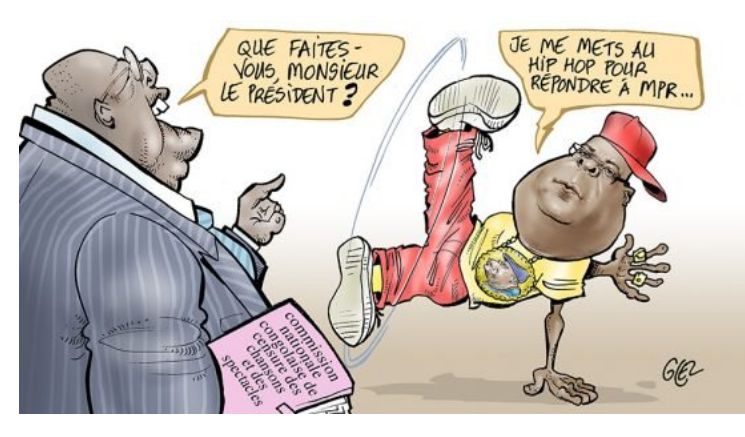 QUE FAITES-
VOUS, MONSIEUR
LE PRÉSIDENT ?
JE ME METS AU
HIP HOP POUR
RÉPONDRE À MPR...
commission
nationale
congolaise de
censure des
chansons
et des
spectacles
GLEZ